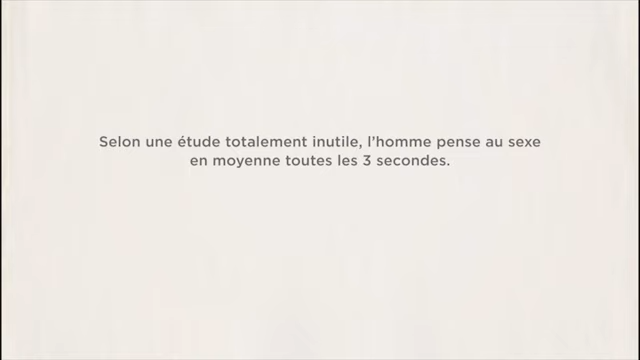 Selon une étude totalement inutile, l'homme pense au sexe
en moyenne toutes les 3 secondes.